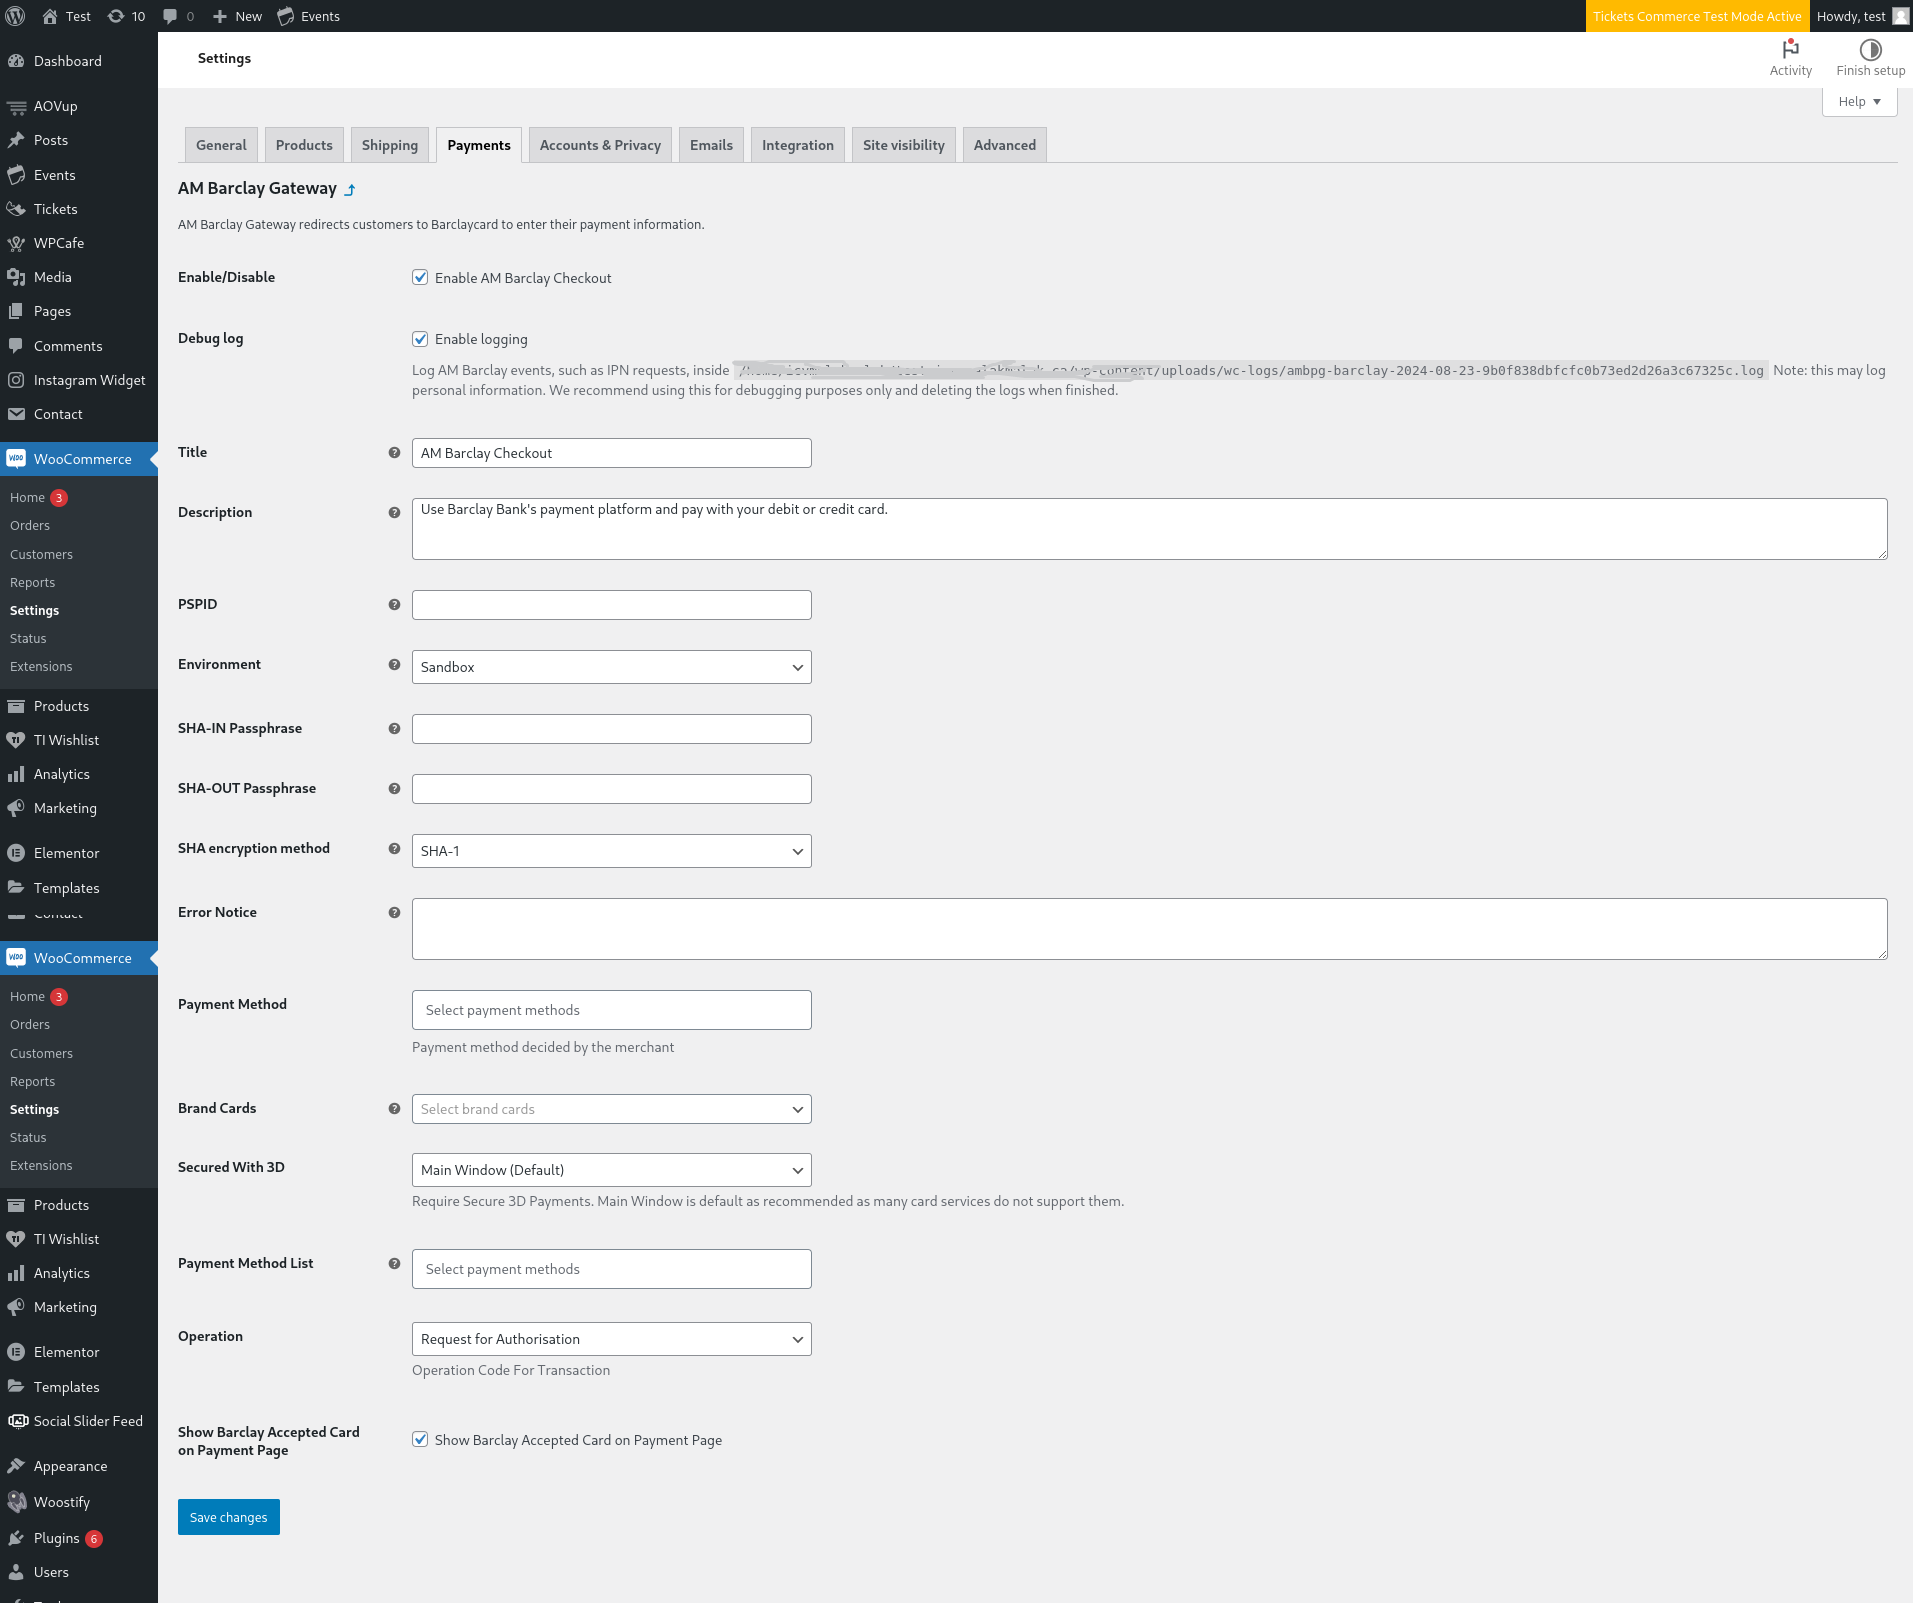 Test
10
0
New
Events
Tickets Commerce Test Mode Active
Howdy, test
Dashboard
AOVup
Posts
Events
Tickets
WPCafe
Media
Pages
Comments
Instagram Widget
Contact
WooCommerce
Home 3
Orders
Customers
Reports
Settings
Status
Extensions
Products
TI Wishlist
Analytics
Marketing
Elementor
Templates
Contact
WooCommerce
Home 3
Orders
Customers
Reports
Settings
Status
Extensions
Products
TI Wishlist
Analytics
Marketing
Elementor
Templates
Social Slider Feed
Appearance
Woostify
Plugins 6
Users
Settings
Activity
Finish setup
Help
General
Products
Shipping
Payments
Accounts & Privacy
Emails
Integration
Site visibility
Advanced
AM Barclay Gateway
AM Barclay Gateway redirects customers to Barclaycard to enter their payment information.
Enable/Disable
Enable AM Barclay Checkout
Debug log
Enable logging
Log AM Barclay events, such as IPN requests, inside /wp-content/uploads/wc-logs/ambpg-barclay-2024-08-23-9b0f838dbfcfc0b73ed2d26a3c67325c.log Note: this may log
personal information. We recommend using this for debugging purposes only and deleting the logs when finished.
Title
AM Barclay Checkout
Description
Use Barclay Bank's payment platform and pay with your debit or credit card.
PSPID
Environment
Sandbox
SHA-IN Passphrase
SHA-OUT Passphrase
SHA encryption method
SHA-1
Error Notice
Payment Method
Select payment methods
Payment method decided by the merchant
Brand Cards
Select brand cards
Secured With 3D
Main Window (Default)
Require Secure 3D Payments. Main Window is default as recommended as many card services do not support them.
Payment Method List
Select payment methods
Operation
Request for Authorisation
Operation Code For Transaction
Show Barclay Accepted Card
on Payment Page
Show Barclay Accepted Card on Payment Page
Save changes